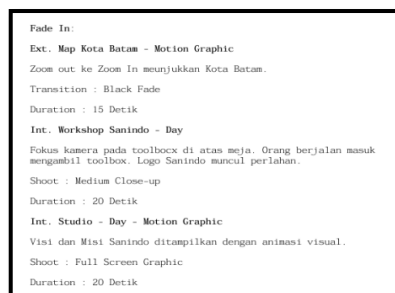 Fade In:
Ext. Map Kota Batam - Motion Graphic
Zoom out ke Zoom In meunjukkan Kota Batam.
Transition : Black Fade
Duration : 15 Detik
Int. Workshop Sanindo - Day
Fokus kamera pada toolbocx di atas meja. Orang berjalan masuk
mengambil toolbox. Logo Sanindo muncul perlahan.
Shoot : Medium Close-up
Duration : 20 Detik
Int. Studio - Day - Motion Graphic
Visi dan Misi Sanindo ditampilkan dengan animasi visual.
Shoot : Full Screen Graphic
Duration : 20 Detik